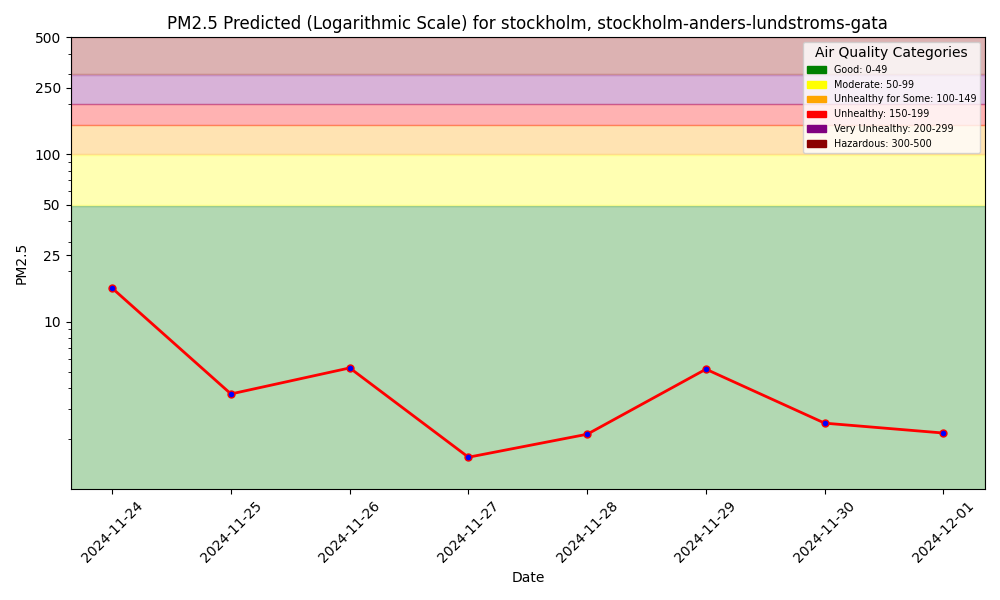 PM2.5 Predicted (Logarithmic Scale) for stockholm, stockholm-anders-lundstroms-gata
Air Quality Categories
Good: 0-49
Moderate: 50-99
Unhealthy for Some: 100-149
Unhealthy: 150-199
Very Unhealthy: 200-299
Hazardous: 300-500
PM2.5
500
250
100
50
25
10
2024-11-24
2024-11-25
2024-11-26
2024-11-27
2024-11-28
2024-11-29
2024-11-30
2024-12-01
Date